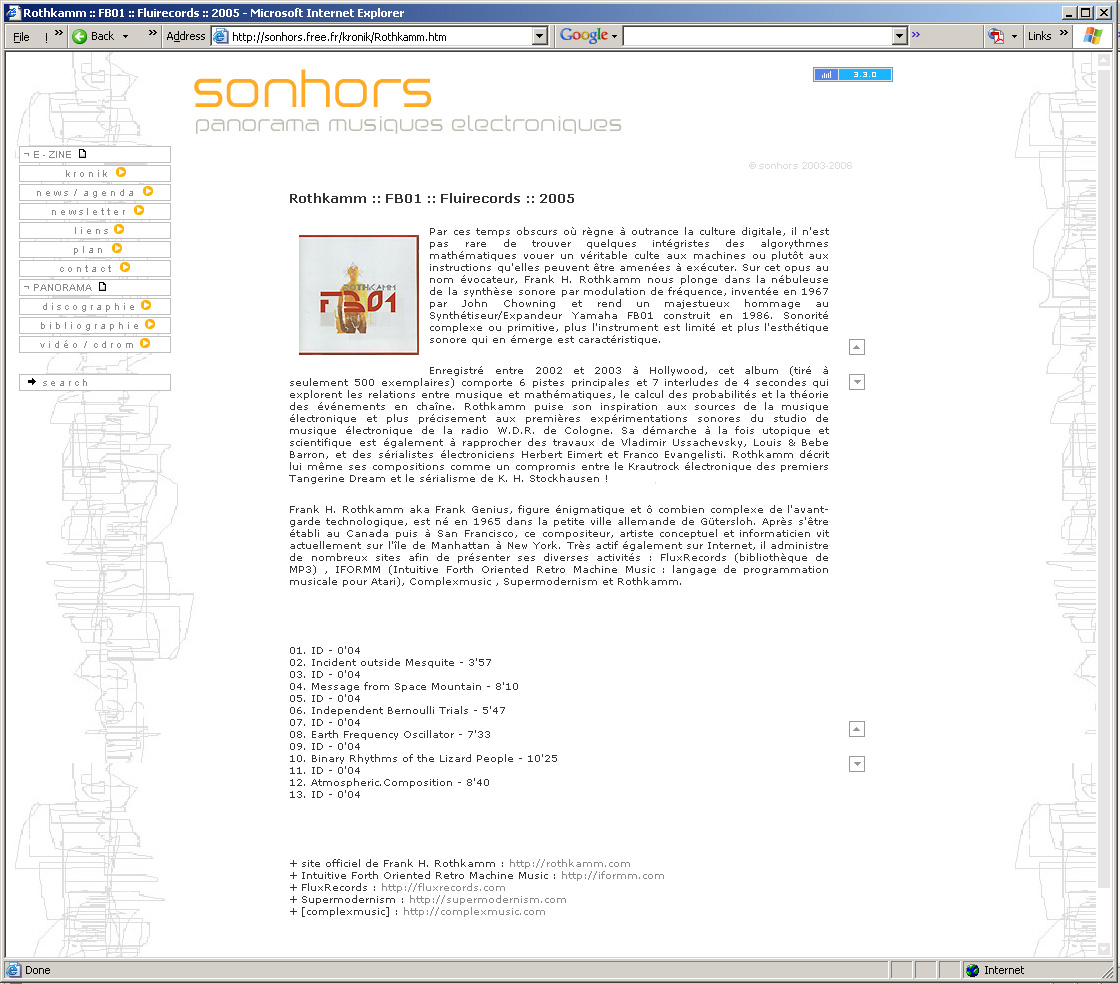 Rothkamm :: FB01 :: Fluirecords :: 2005 - Microsoft Internet Explorer
File » Back » Address http://sonhors.free.fr/kronik/Rothkamm.htm Google » Links »
sonhors
3.3.0
panorama musiques electroniques
© sonhors 2003-2006
¬ E - ZINE
kronik
news / agenda
newsletter
liens
plan
contact
¬ PANORAMA
discographie
bibliographie
vidéo / cdrom
search
Rothkamm :: FB01 :: Fluirecords :: 2005
ROTHKAMM
FB01
Par ces temps obscurs où règne à outrance la culture digitale, il n'est
pas rare de trouver quelques intégristes des algorythmes
mathématiques vouer un véritable culte aux machines ou plutôt aux
instructions qu'elles peuvent être amenées à exécuter. Sur cet opus au
nom évocateur, Frank H. Rothkamm nous plonge dans la nébuleuse
de la synthèse sonore par modulation de fréquence, inventée en 1967
par John Chowning et rend un majestueux hommage au
Synthétiseur/Expandeur Yamaha FB01 construit en 1986. Sonorité
complexe ou primitive, plus l'instrument est limité et plus l'esthétique
sonore qui en émerge est caractéristique.
Enregistré entre 2002 et 2003 à Hollywood, cet album (tiré à
seulement 500 exemplaires) comporte 6 pistes principales et 7 interludes de 4 secondes qui
explorent les relations entre musique et mathématiques, le calcul des probabilités et la théorie
des événements en chaîne. Rothkamm puise son inspiration aux sources de la musique
électronique et plus précisement aux premières expérimentations sonores du studio de
musique électronique de la radio W.D.R. de Cologne. Sa démarche à la fois utopique et
scientifique est également à rapprocher des travaux de Vladimir Ussachevsky, Louis & Bebe
Barron, et des sérialistes électroniciens Herbert Eimert et Franco Evangelisti. Rothkamm décrit
lui même ses compositions comme un compromis entre le Krautrock électronique des premiers
Tangerine Dream et le sérialisme de K. H. Stockhausen !
Frank H. Rothkamm aka Frank Genius, figure énigmatique et ô combien complexe de l'avant-
garde technologique, est né en 1965 dans la petite ville allemande de Gütersloh. Après s'être
établi au Canada puis à San Francisco, ce compositeur, artiste conceptuel et informaticien vit
actuellement sur l'île de Manhattan à New York. Très actif également sur Internet, il administre
de nombreux sites afin de présenter ses diverses activités : FluxRecords (bibliothèque de
MP3) , IFORMM (Intuitive Forth Oriented Retro Machine Music : langage de programmation
musicale pour Atari), Complexmusic , Supermodernism et Rothkamm.
01. ID - 0'04
02. Incident outside Mesquite - 3'57
03. ID - 0'04
04. Message from Space Mountain - 8'10
05. ID - 0'04
06. Independent Bernoulli Trials - 5'47
07. ID - 0'04
08. Earth Frequency Oscillator - 7'33
09. ID - 0'04
10. Binary Rhythms of the Lizard People - 10'25
11. ID - 0'04
12. Atmospheric.Composition - 8'40
13. ID - 0'04
+ site officiel de Frank H. Rothkamm : http://rothkamm.com
+ Intuitive Forth Oriented Retro Machine Music : http://iformm.com
+ FluxRecords : http://fluxrecords.com
+ Supermodernism : http://supermodernism.com
+ [complexmusic] : http://complexmusic.com
Done Internet